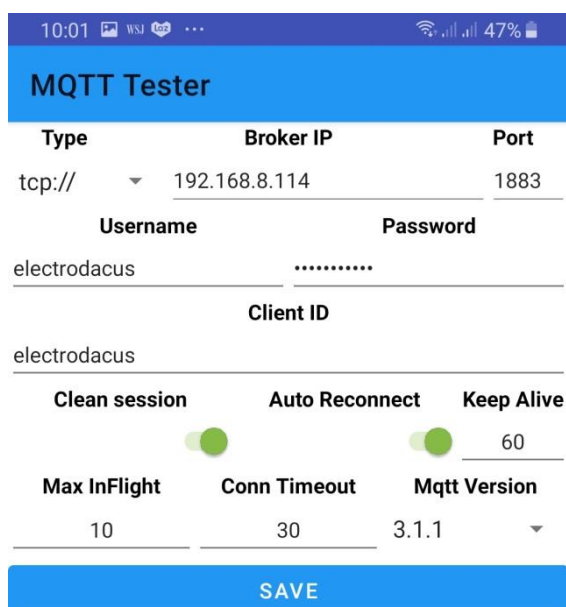 10:01 WSJ ... 47%
MQTT Tester
Type Broker IP Port
tcp:// 192.168.8.114 1883
Username Password
electrodacus •••••••••••
Client ID
electrodacus
Clean session Auto Reconnect Keep Alive
60
Max InFlight Conn Timeout Mqtt Version
10 30 3.1.1
SAVE